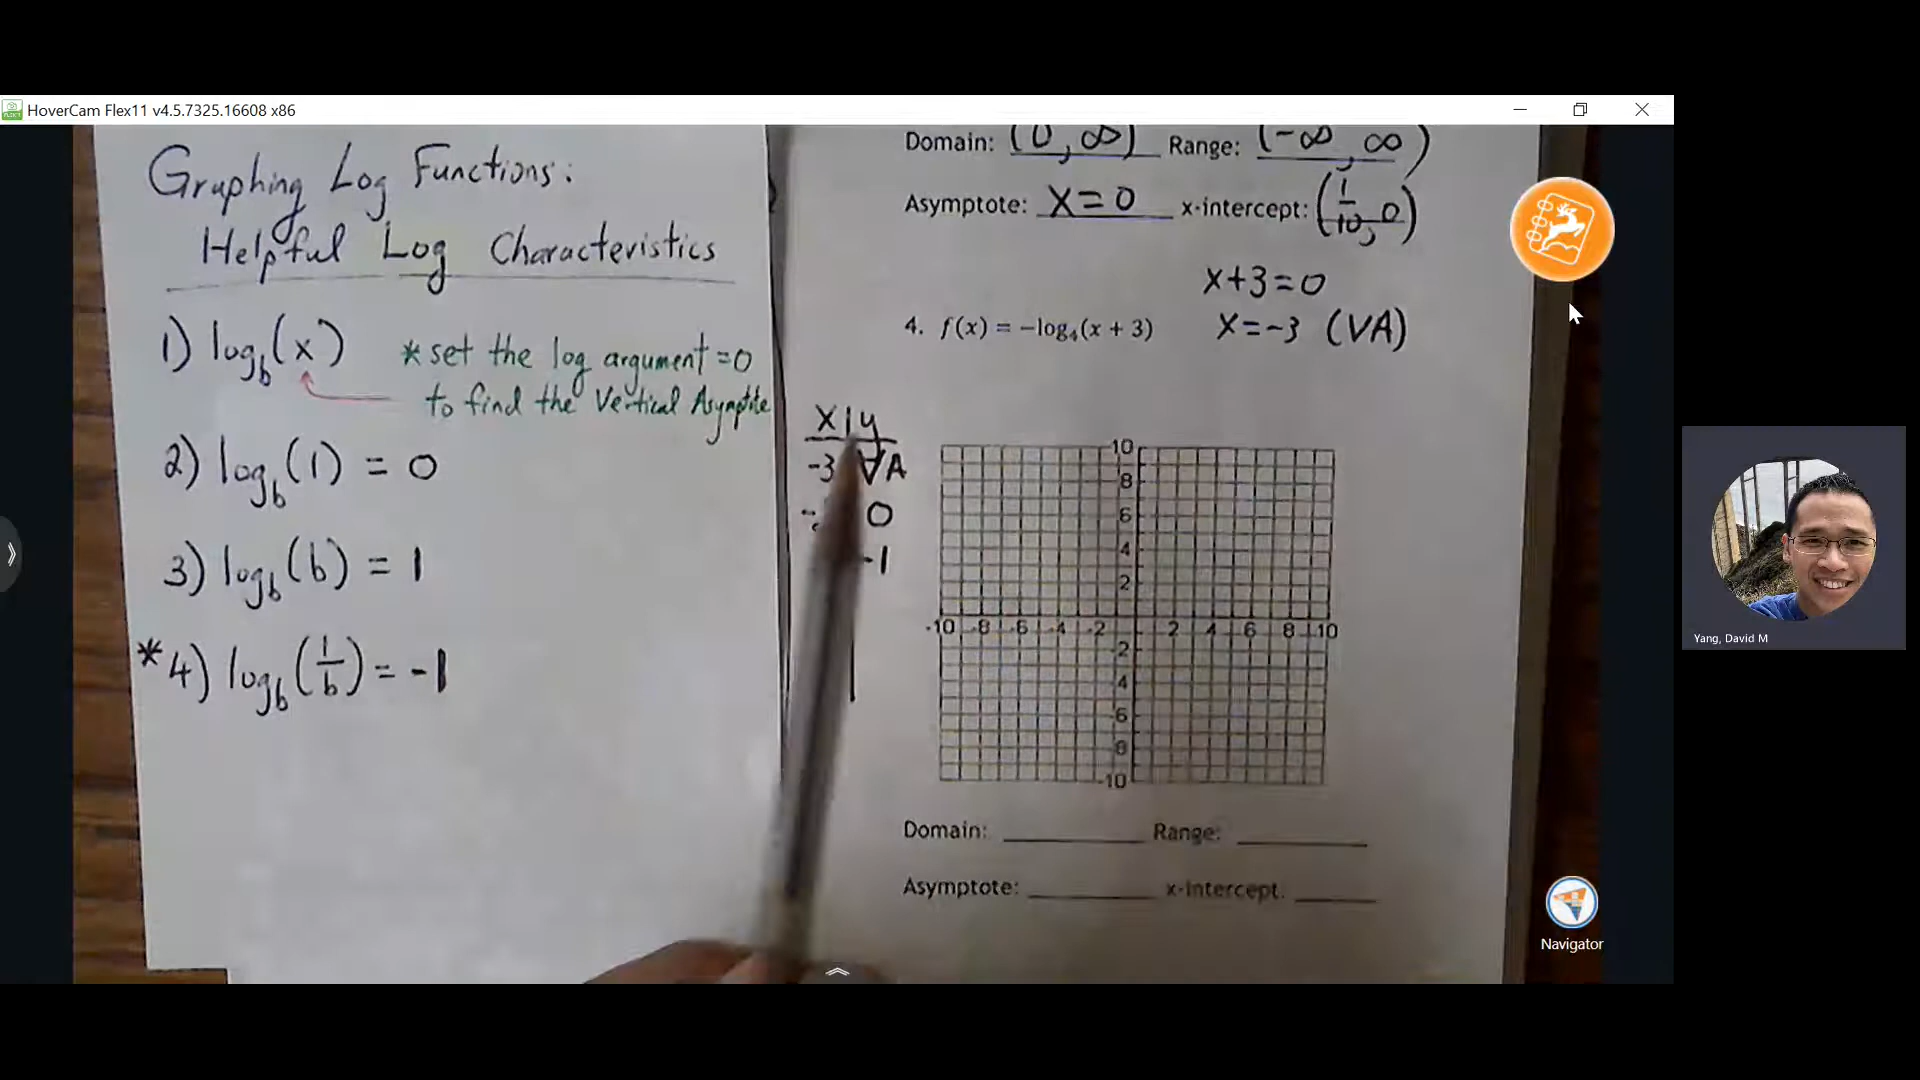 HoverCam Flex11 v4.5.7325.16608 x86
Graphing Log Functions:
Helpful Log Characteristics
1) log_b(x) * set the log argument = 0
to find the Vertical Asymptote
2) log_b(1) = 0
3) log_b(b) = 1
*4) log_b(1/b) = -1
Domain: (0, ∞) Range: (-∞, ∞)
Asymptote: x=0 x-intercept: (1/10, 0)
x+3=0
4. f(x) = -log₄(x + 3) x=-3 (VA)
x | y
-3 VA
0
-1
10
8
6
4
2
-10 -8 -6 -4 -2 2 4 6 8 10
-2
-4
-6
-8
-10
Domain: Range:
Asymptote: x-intercept:
Navigator
Yang, David M